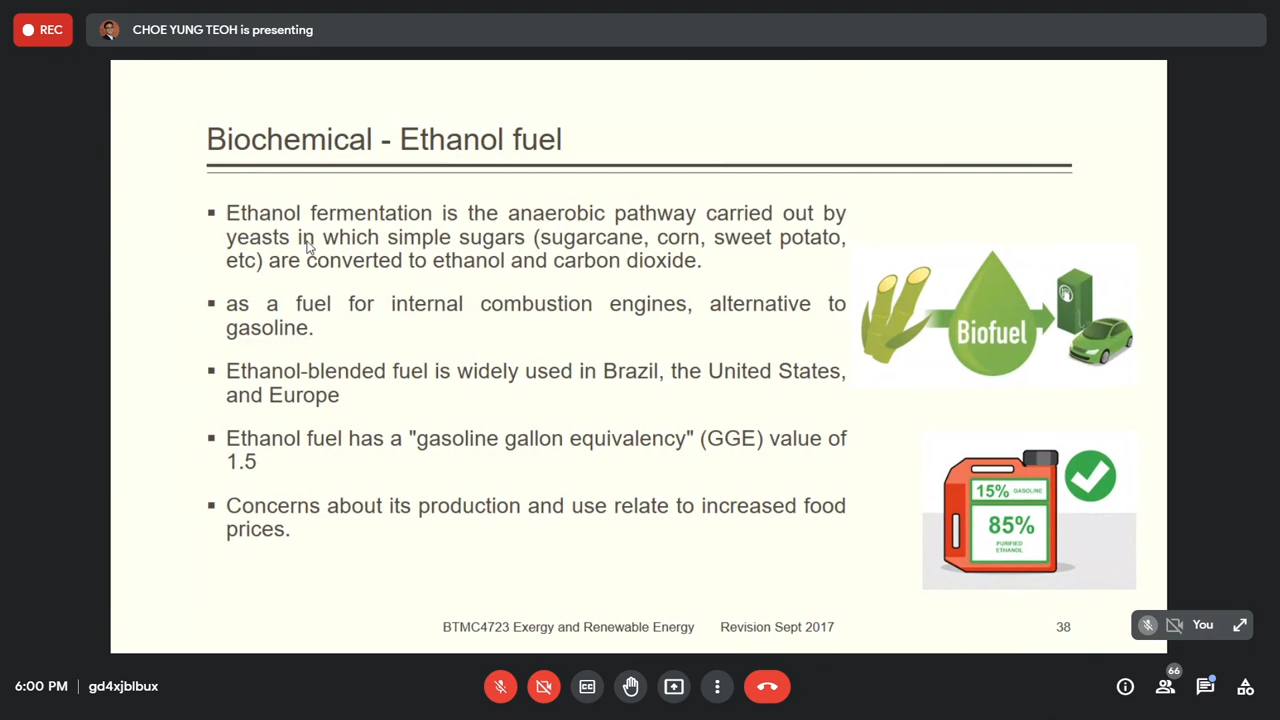 REC
CHOE YUNG TEOH is presenting
Biochemical - Ethanol fuel
▪ Ethanol fermentation is the anaerobic pathway carried out by
yeasts in which simple sugars (sugarcane, corn, sweet potato,
etc) are converted to ethanol and carbon dioxide.
▪ as a fuel for internal combustion engines, alternative to
gasoline.
▪ Ethanol-blended fuel is widely used in Brazil, the United States,
and Europe
▪ Ethanol fuel has a "gasoline gallon equivalency" (GGE) value of
1.5
▪ Concerns about its production and use relate to increased food
prices.
Biofuel
15% GASOLINE
85%
PURIFIED
ETHANOL
BTMC4723 Exergy and Renewable Energy Revision Sept 2017 38
You
6:00 PM | gd4xjblbux
66